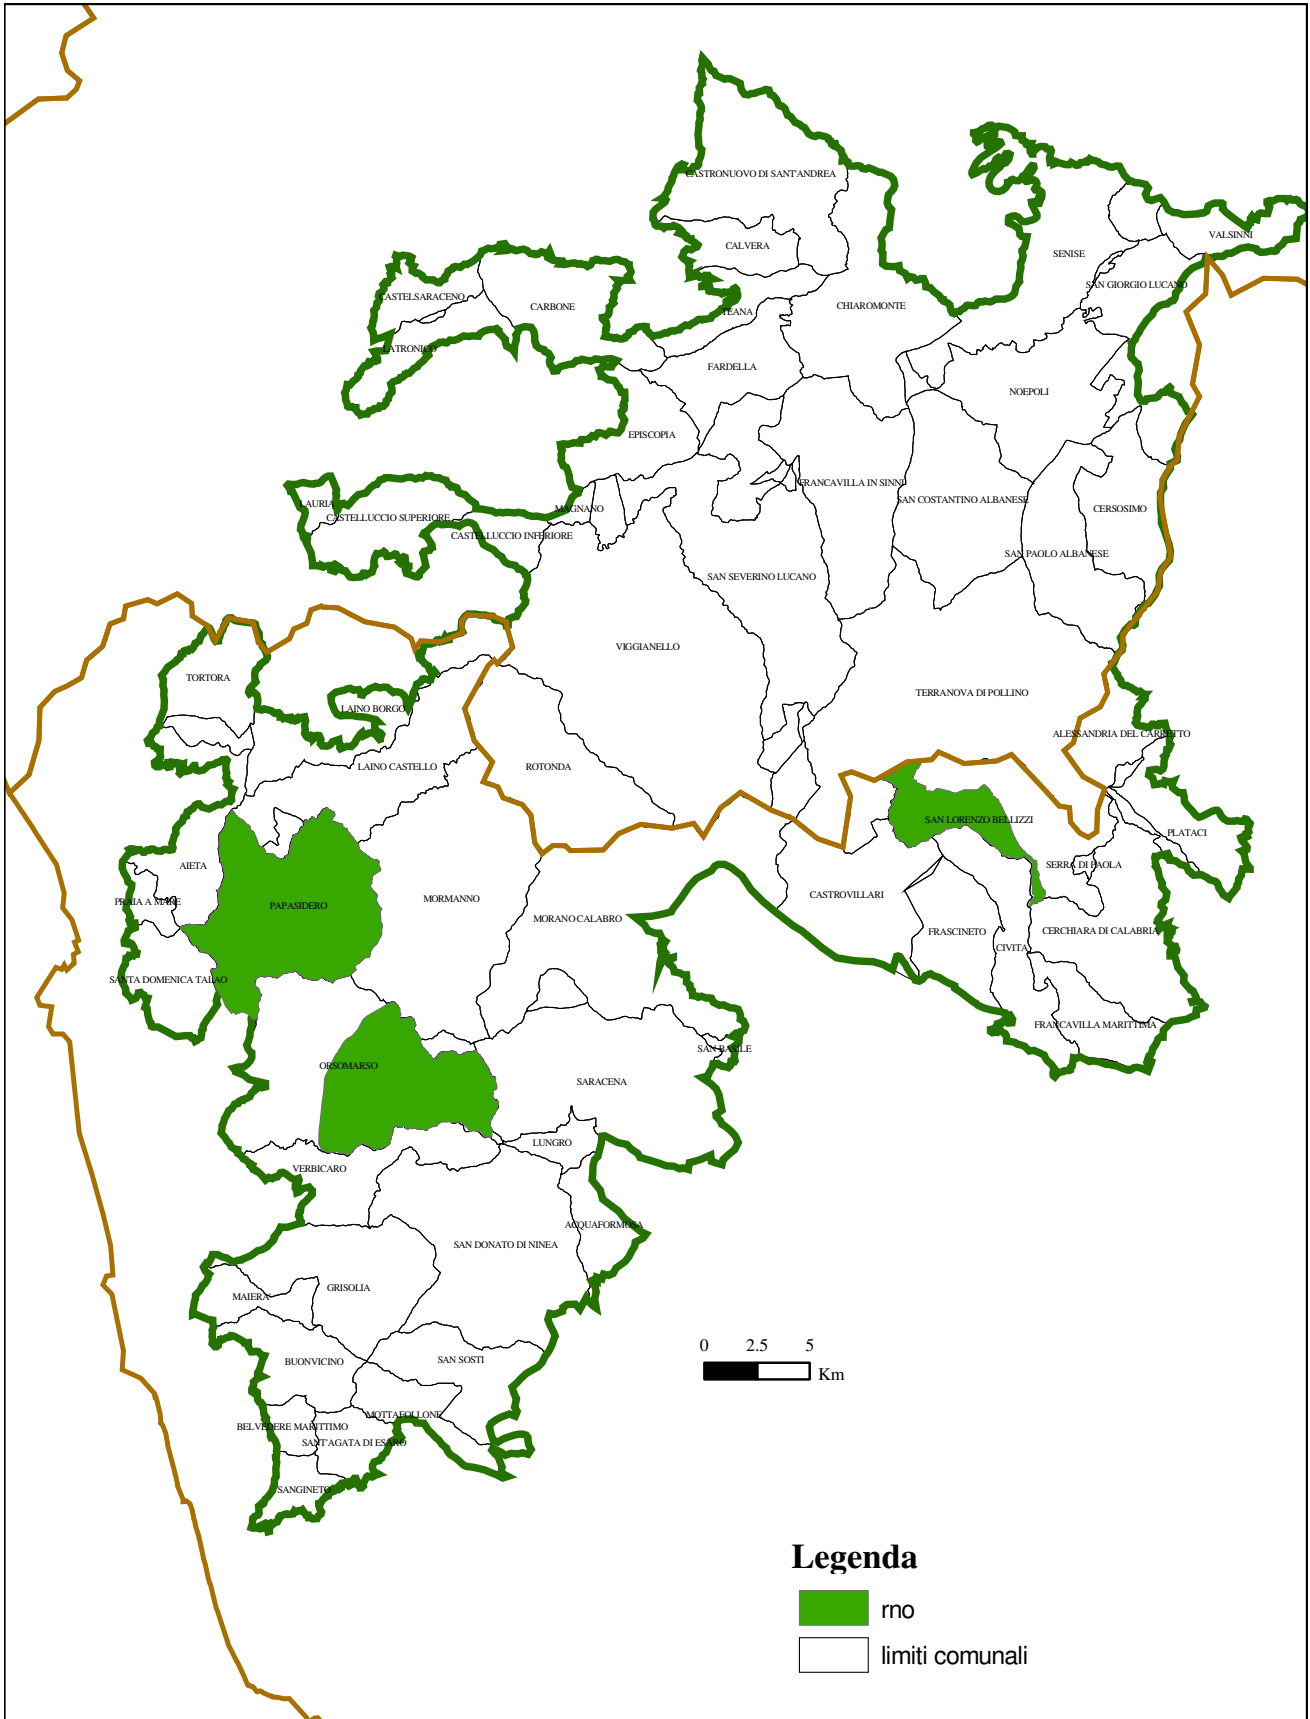 CASTRONUOVO DI SANT'ANDREA
CALVERA
SENISE
VALSINNI
SAN GIORGIO LUCANO
CASTELSARACENO
CARBONE
TEANA
CHIAROMONTE
LATRONICO
FARDELLA
NOEPOLI
EPISCOPIA
LAURIA
CASTELLUCCIO SUPERIORE
MAGNANO
FRANCAVILLA IN SINNI
SAN COSTANTINO ALBANESE
CERSOSIMO
CASTELLUCCIO INFERIORE
SAN PAOLO ALBANESE
SAN SEVERINO LUCANO
VIGGIANELLO
TORTORA
TERRANOVA DI POLLINO
LAINO BORGO
ALESSANDRIA DEL CARRETTO
LAINO CASTELLO
ROTONDA
SAN LORENZO BELLIZZI
PLATACI
AIETA
SERRA DI PAOLA
PRAIA A MARE
PAPASIDERO
MORMANNO
CASTROVILLARI
MORANO CALABRO
FRASCINETO
CERCHIARA DI CALABRIA
CIVITA
SANTA DOMENICA TALAO
FRANCAVILLA MARITTIMA
SAN BASILE
ORSOMARSO
SARACENA
LUNGRO
VERBICARO
ACQUAFORMOSA
SAN DONATO DI NINEA
GRISOLIA
MAIERA'
BUONVICINO
SAN SOSTI
MOTTAFOLLONE
BELVEDERE MARITTIMO
SANT'AGATA DI ESARO
SANGINETO
0 2.5 5
Km
Legenda
rno
limiti comunali